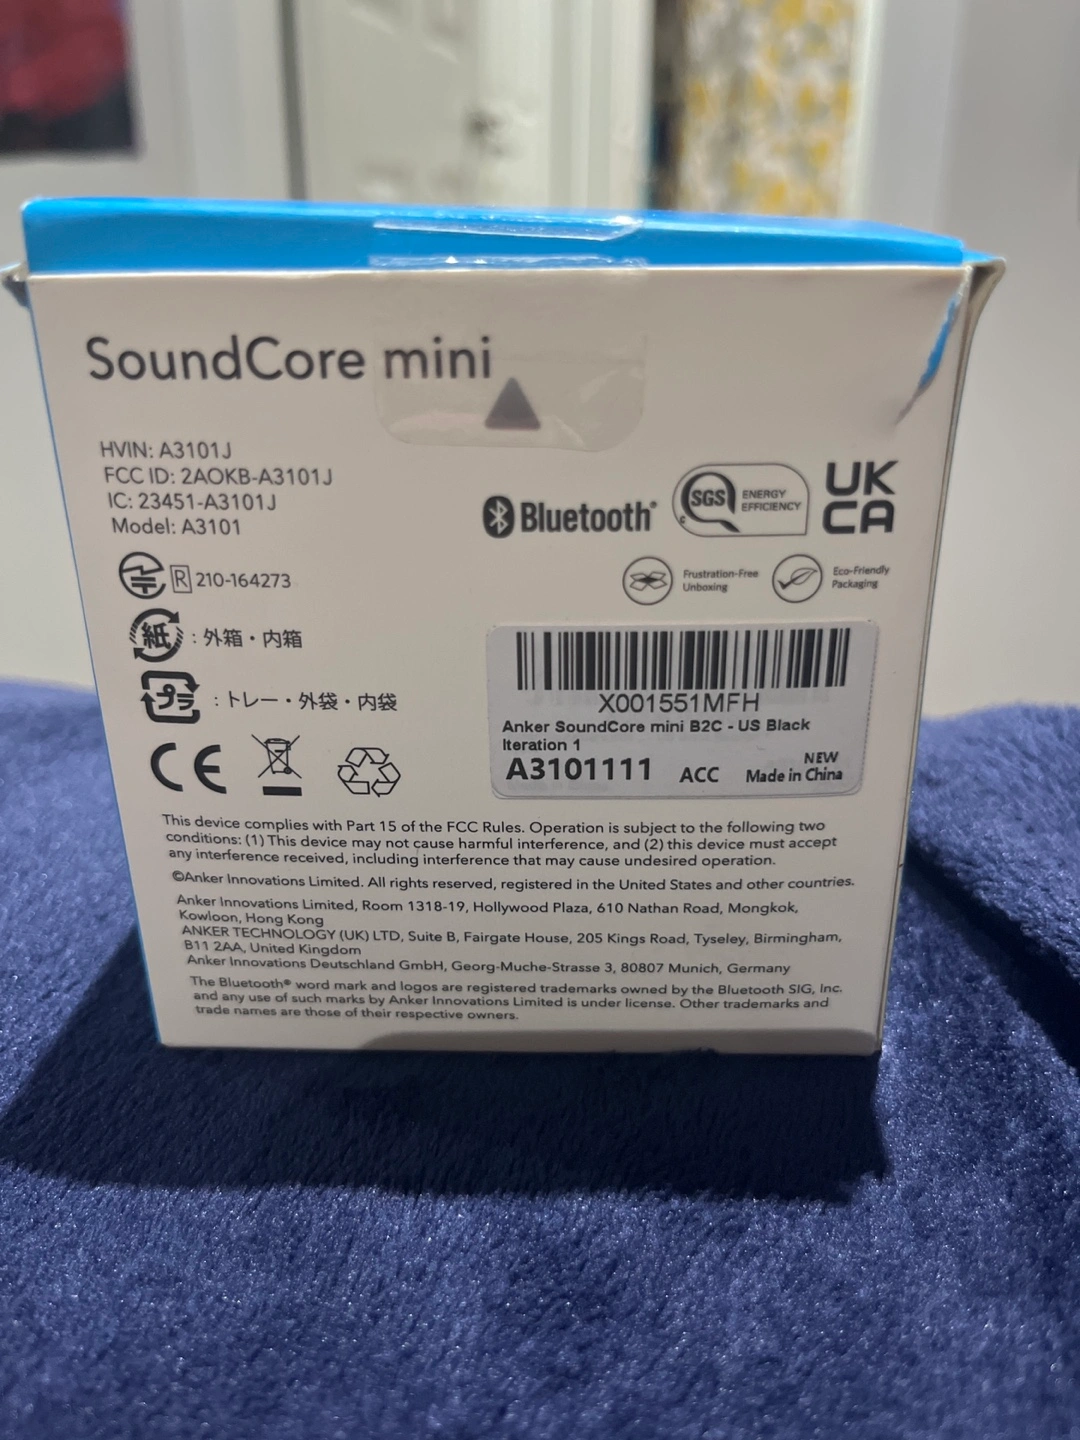 SoundCore mini
HVIN: A3101J
FCC ID: 2AOKB-A3101J
IC: 23451-A3101J
Model: A3101
R 210-164273
紙 : 外箱・内箱
プラ : トレー・外袋・内袋
CE
Bluetooth®
SGS
C
ENERGY
EFFICIENCY
UK
CA
Frustration-Free
Unboxing
Eco-Friendly
Packaging
X001551MFH
Anker SoundCore mini B2C - US Black
Iteration 1
NEW
A3101111 ACC Made in China
This device complies with Part 15 of the FCC Rules. Operation is subject to the following two
conditions: (1) This device may not cause harmful interference, and (2) this device must accept
any interference received, including interference that may cause undesired operation.
©Anker Innovations Limited. All rights reserved, registered in the United States and other countries.
Anker Innovations Limited, Room 1318-19, Hollywood Plaza, 610 Nathan Road, Mongkok,
Kowloon, Hong Kong
ANKER TECHNOLOGY (UK) LTD, Suite B, Fairgate House, 205 Kings Road, Tyseley, Birmingham,
B11 2AA, United Kingdom
Anker Innovations Deutschland GmbH, Georg-Muche-Strasse 3, 80807 Munich, Germany
The Bluetooth® word mark and logos are registered trademarks owned by the Bluetooth SIG, Inc.
and any use of such marks by Anker Innovations Limited is under license. Other trademarks and
trade names are those of their respective owners.